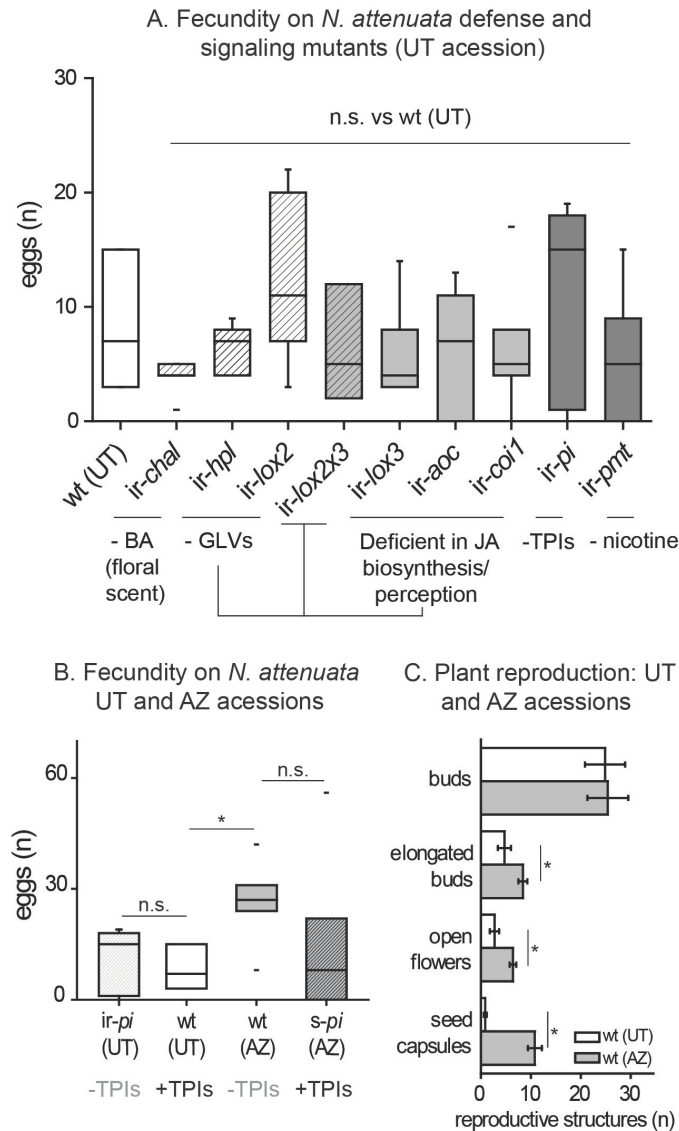 A. Fecundity on N. attenuata defense and
signaling mutants (UT acession)
30
n.s. vs wt (UT)
20
eggs (n)
10
0
wt (UT)
ir-chal
ir-hpl
ir-lox2
ir-lox2x3
ir-lox3
ir-aoc
ir-coi1
ir-pi
ir-pmt
- BA
(floral
scent)
- GLVs
Deficient in JA
biosynthesis/
perception
-TPIs
- nicotine
B. Fecundity on N. attenuata
UT and AZ acessions
60
n.s.
*
eggs (n)
30
n.s.
0
ir-pi
(UT)
wt
(UT)
wt
(AZ)
s-pi
(AZ)
-TPIs
+TPIs
-TPIs
+TPIs
C. Plant reproduction: UT
and AZ acessions
buds
elongated
buds
*
open
flowers
*
seed
capsules
*
wt (UT)
wt (AZ)
0
10
20
30
reproductive structures (n)